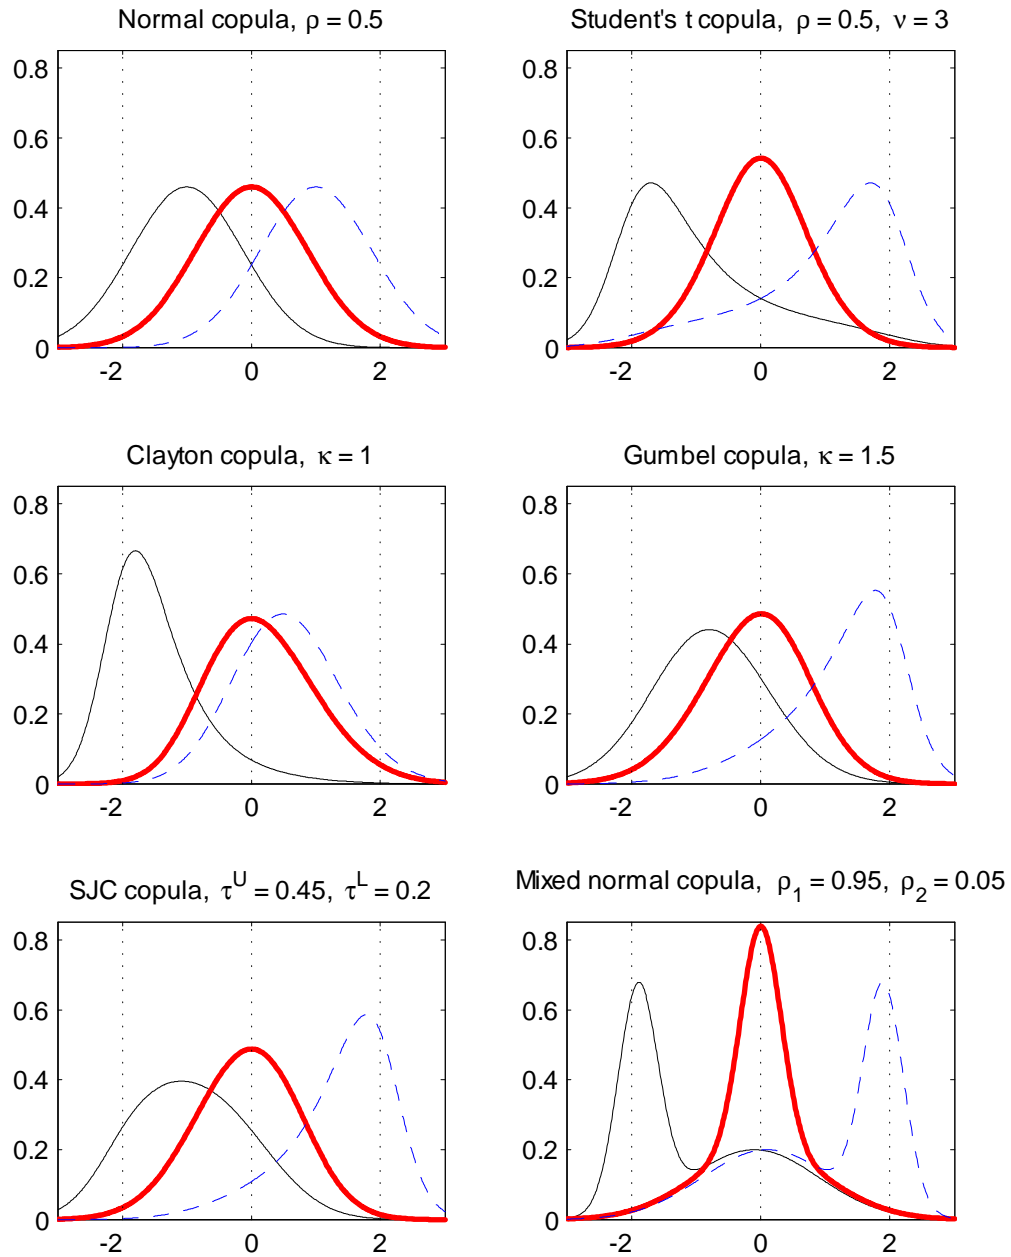 Normal copula, ρ = 0.5
0.8
0.6
0.4
0.2
0
-2 0 2
Student's t copula, ρ = 0.5, ν = 3
0.8
0.6
0.4
0.2
0
-2 0 2
Clayton copula, κ = 1
0.8
0.6
0.4
0.2
0
-2 0 2
Gumbel copula, κ = 1.5
0.8
0.6
0.4
0.2
0
-2 0 2
SJC copula, τ^U = 0.45, τ^L = 0.2
0.8
0.6
0.4
0.2
0
-2 0 2
Mixed normal copula, ρ_1 = 0.95, ρ_2 = 0.05
0.8
0.6
0.4
0.2
0
-2 0 2